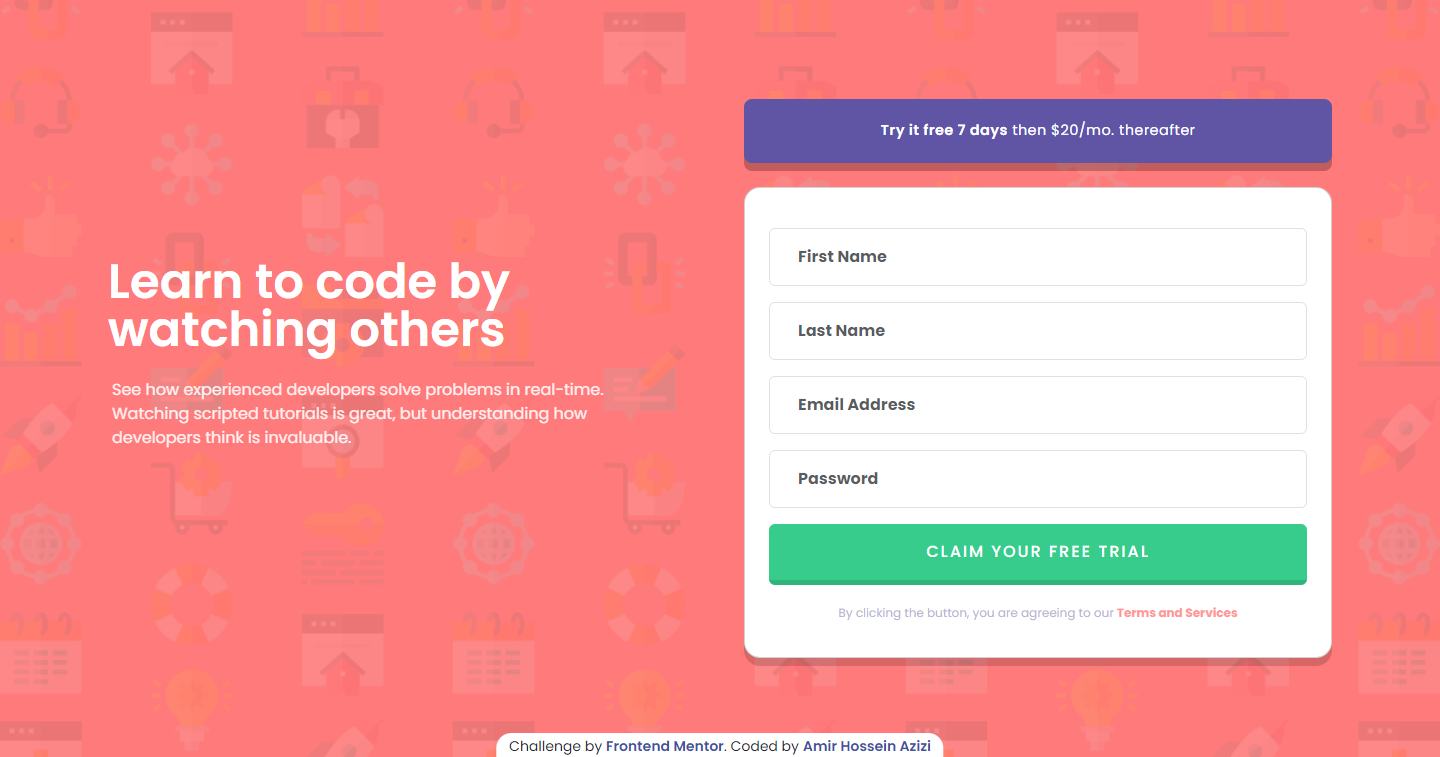 Learn to code by
watching others
See how experienced developers solve problems in real-time.
Watching scripted tutorials is great, but understanding how
developers think is invaluable.
Try it free 7 days then $20/mo. thereafter
First Name
Last Name
Email Address
Password
CLAIM YOUR FREE TRIAL
By clicking the button, you are agreeing to our Terms and Services
Challenge by Frontend Mentor. Coded by Amir Hossein Azizi